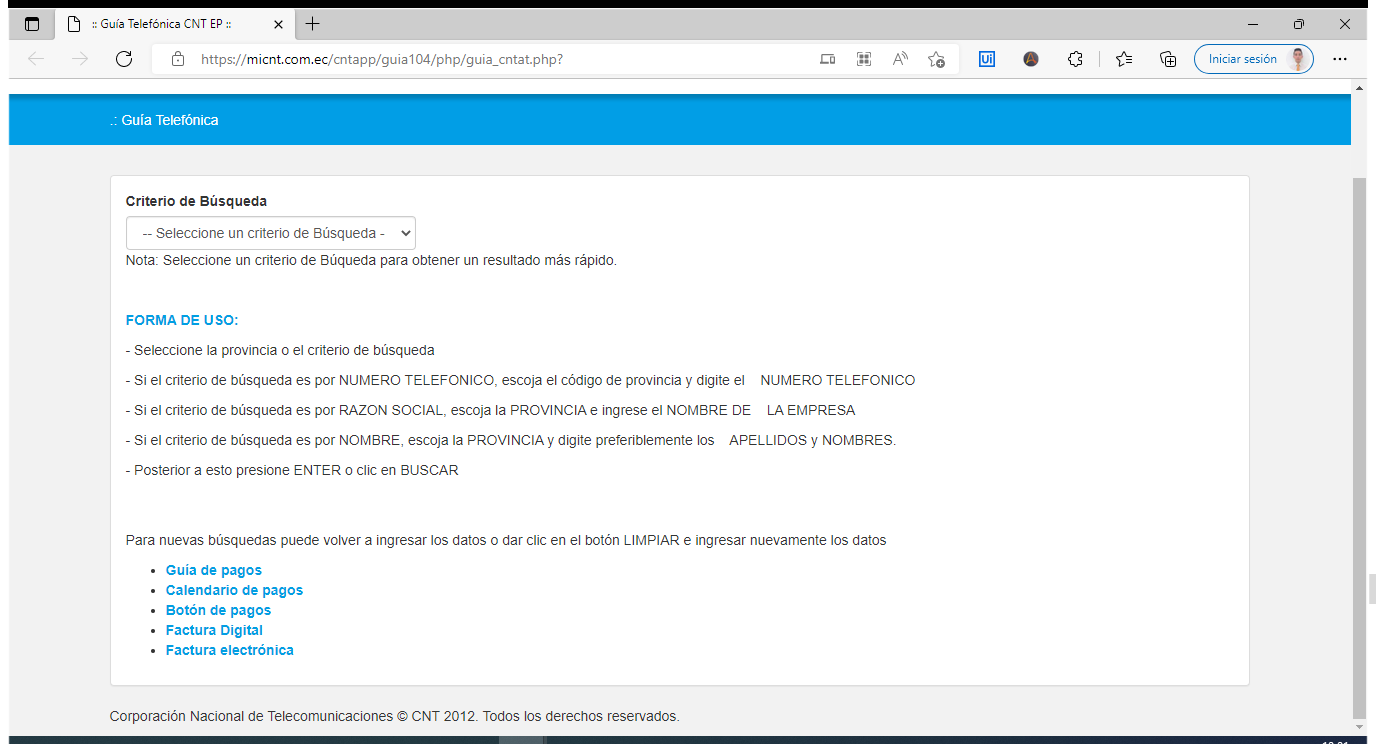 :: Guía Telefónica CNT EP ::
https://micnt.com.ec/cntapp/guia104/php/guia_cntat.php?
Iniciar sesión
.: Guía Telefónica
Criterio de Búsqueda
-- Seleccione un criterio de Búsqueda -
Nota: Seleccione un criterio de Búqueda para obtener un resultado más rápido.
FORMA DE USO:
- Seleccione la provincia o el criterio de búsqueda
- Si el criterio de búsqueda es por NUMERO TELEFONICO, escoja el código de provincia y digite el NUMERO TELEFONICO
- Si el criterio de búsqueda es por RAZON SOCIAL, escoja la PROVINCIA e ingrese el NOMBRE DE LA EMPRESA
- Si el criterio de búsqueda es por NOMBRE, escoja la PROVINCIA y digite preferiblemente los APELLIDOS y NOMBRES.
- Posterior a esto presione ENTER o clic en BUSCAR
Para nuevas búsquedas puede volver a ingresar los datos o dar clic en el botón LIMPIAR e ingresar nuevamente los datos
Guía de pagos
Calendario de pagos
Botón de pagos
Factura Digital
Factura electrónica
Corporación Nacional de Telecomunicaciones © CNT 2012. Todos los derechos reservados.